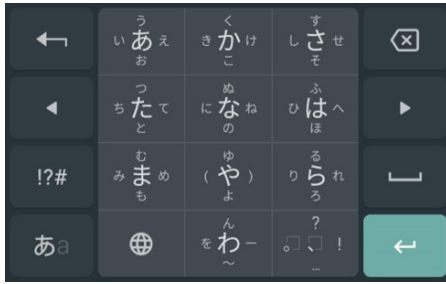 う く す
い あ え き か け し さ せ
お こ そ
つ ぬ ふ
ち た て に な ね ひ は へ
と の ほ
む ゆ る
!?# み ま め ( や ) り ら れ
も よ ろ
ん ?
あa を わ ー 。 、 !
〜 …